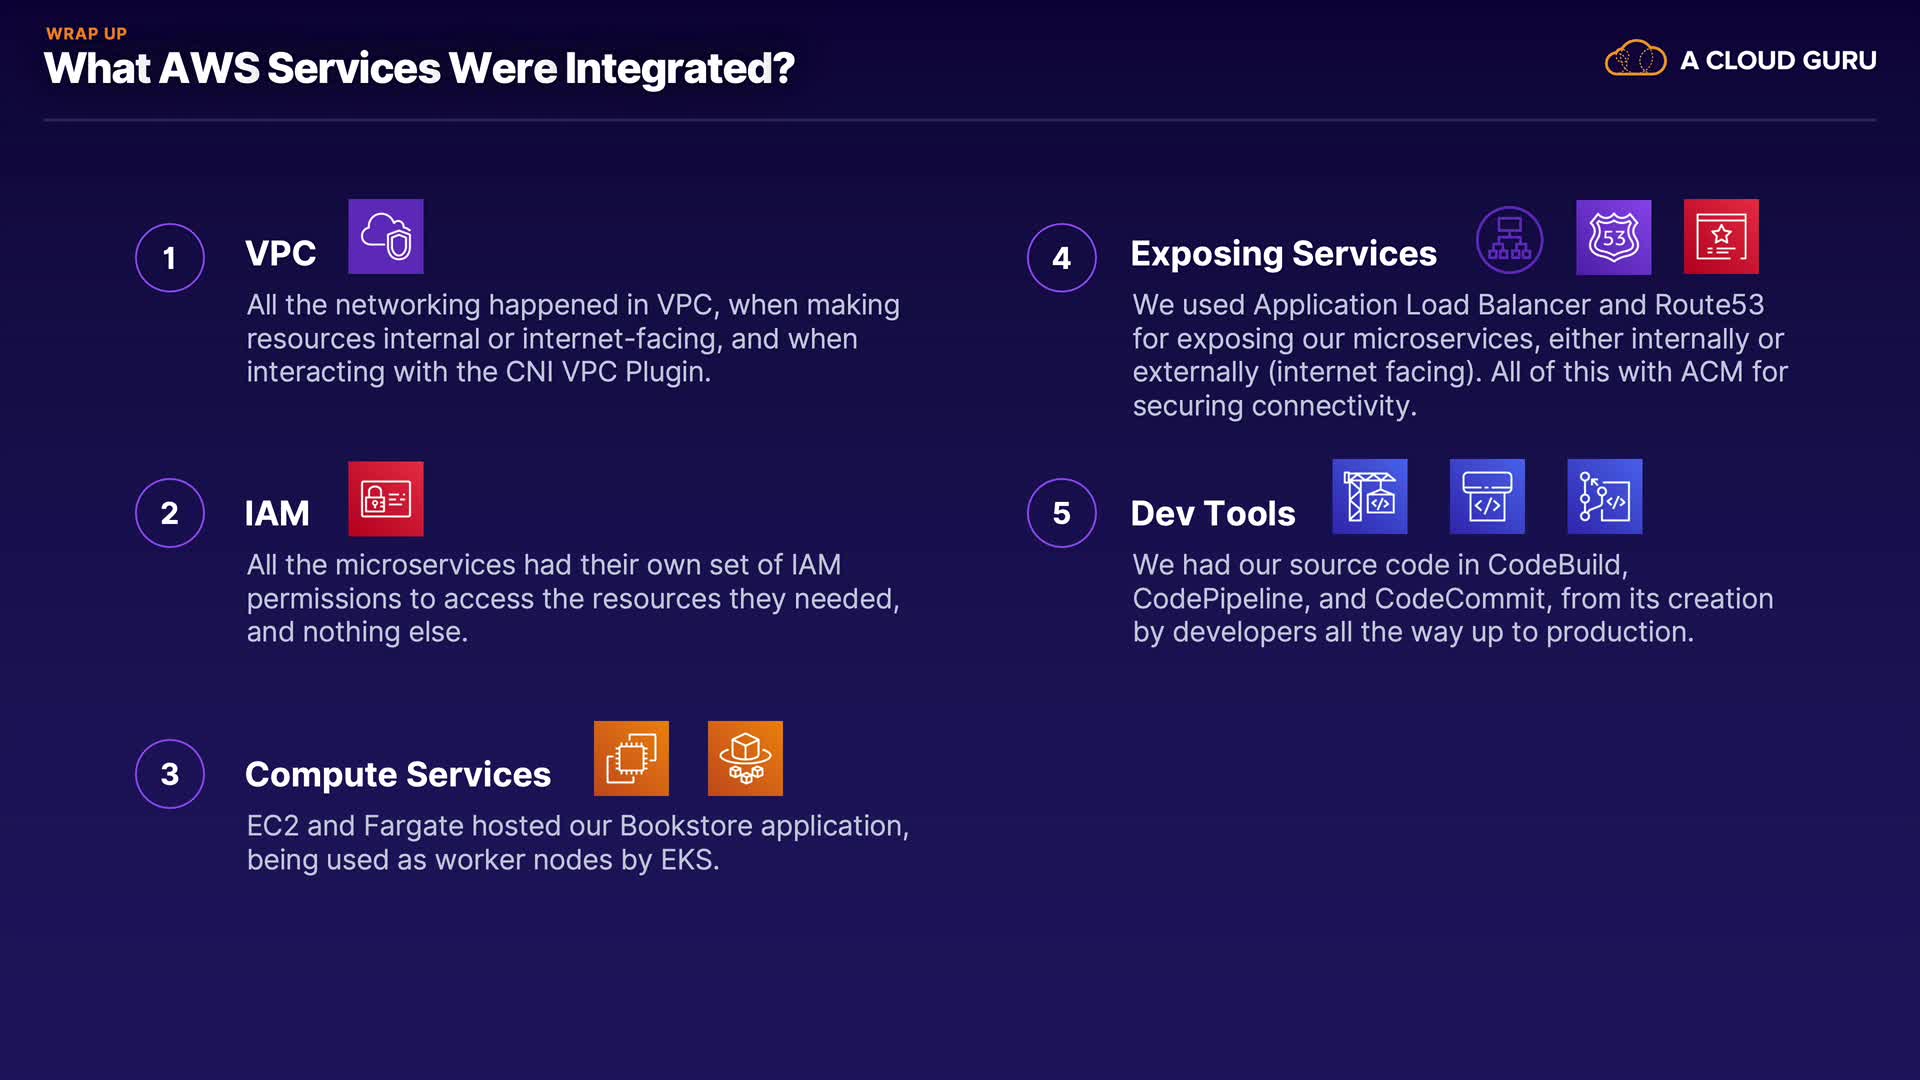 WRAP UP
What AWS Services Were Integrated?
A CLOUD GURU
1
VPC
All the networking happened in VPC, when making
resources internal or internet-facing, and when
interacting with the CNI VPC Plugin.
2
IAM
All the microservices had their own set of IAM
permissions to access the resources they needed,
and nothing else.
3
Compute Services
EC2 and Fargate hosted our Bookstore application,
being used as worker nodes by EKS.
4
Exposing Services
53
We used Application Load Balancer and Route53
for exposing our microservices, either internally or
externally (internet facing). All of this with ACM for
securing connectivity.
5
Dev Tools
</>
</>
</>
We had our source code in CodeBuild,
CodePipeline, and CodeCommit, from its creation
by developers all the way up to production.